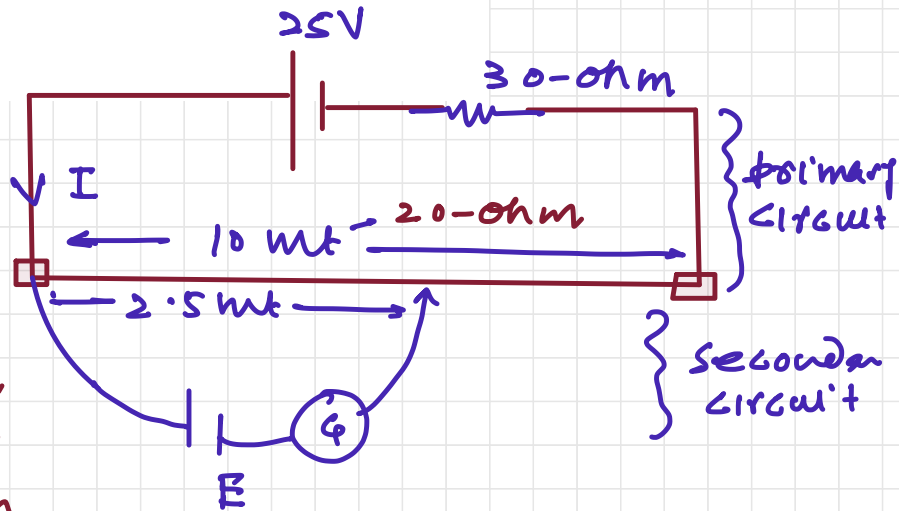 25V
30-ohm
I
20-ohm
10 mt
primary
circuit
2.5 mt
secondary
circuit
G
E